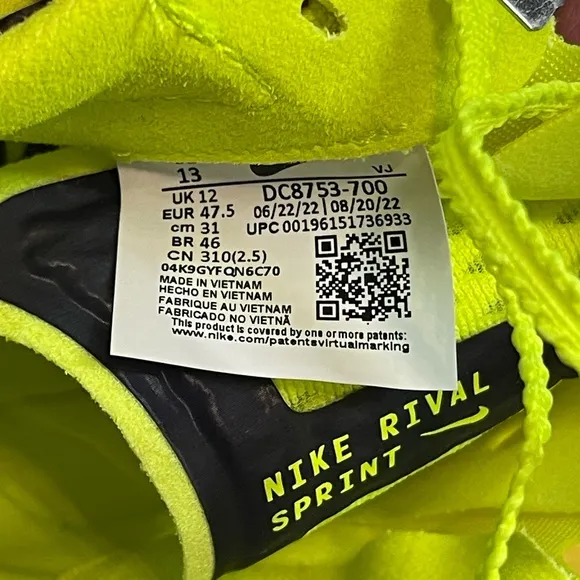 13 VJ
UK 12 DC8753-700
EUR 47.5 06/22/22 | 08/20/22
cm 31 UPC 00196151736933
BR 46
CN 310(2.5)
04K9GYFQN6C70
MADE IN VIETNAM
HECHO EN VIETNAM
FABRIQUE AU VIETNAM
FABRICADO NO VIETNÃ
This product is covered by one or more patents:
www.nike.com/patentsvirtualmarking
NIKE RIVAL
SPRINT